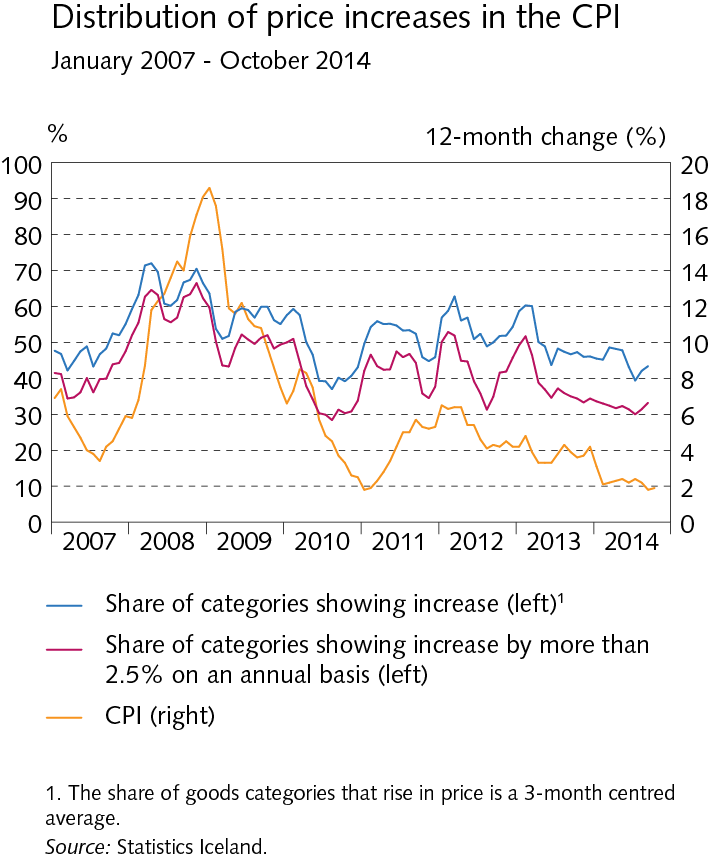 Distribution of price increases in the CPI
January 2007 - October 2014
% 12-month change (%)
100 20
90 18
80 16
70 14
60 12
50 10
40 8
30 6
20 4
10 2
0 0
2007 2008 2009 2010 2011 2012 2013 2014
Share of categories showing increase (left)¹
Share of categories showing increase by more than
2.5% on an annual basis (left)
CPI (right)
1. The share of goods categories that rise in price is a 3-month centred
average.
Source: Statistics Iceland.